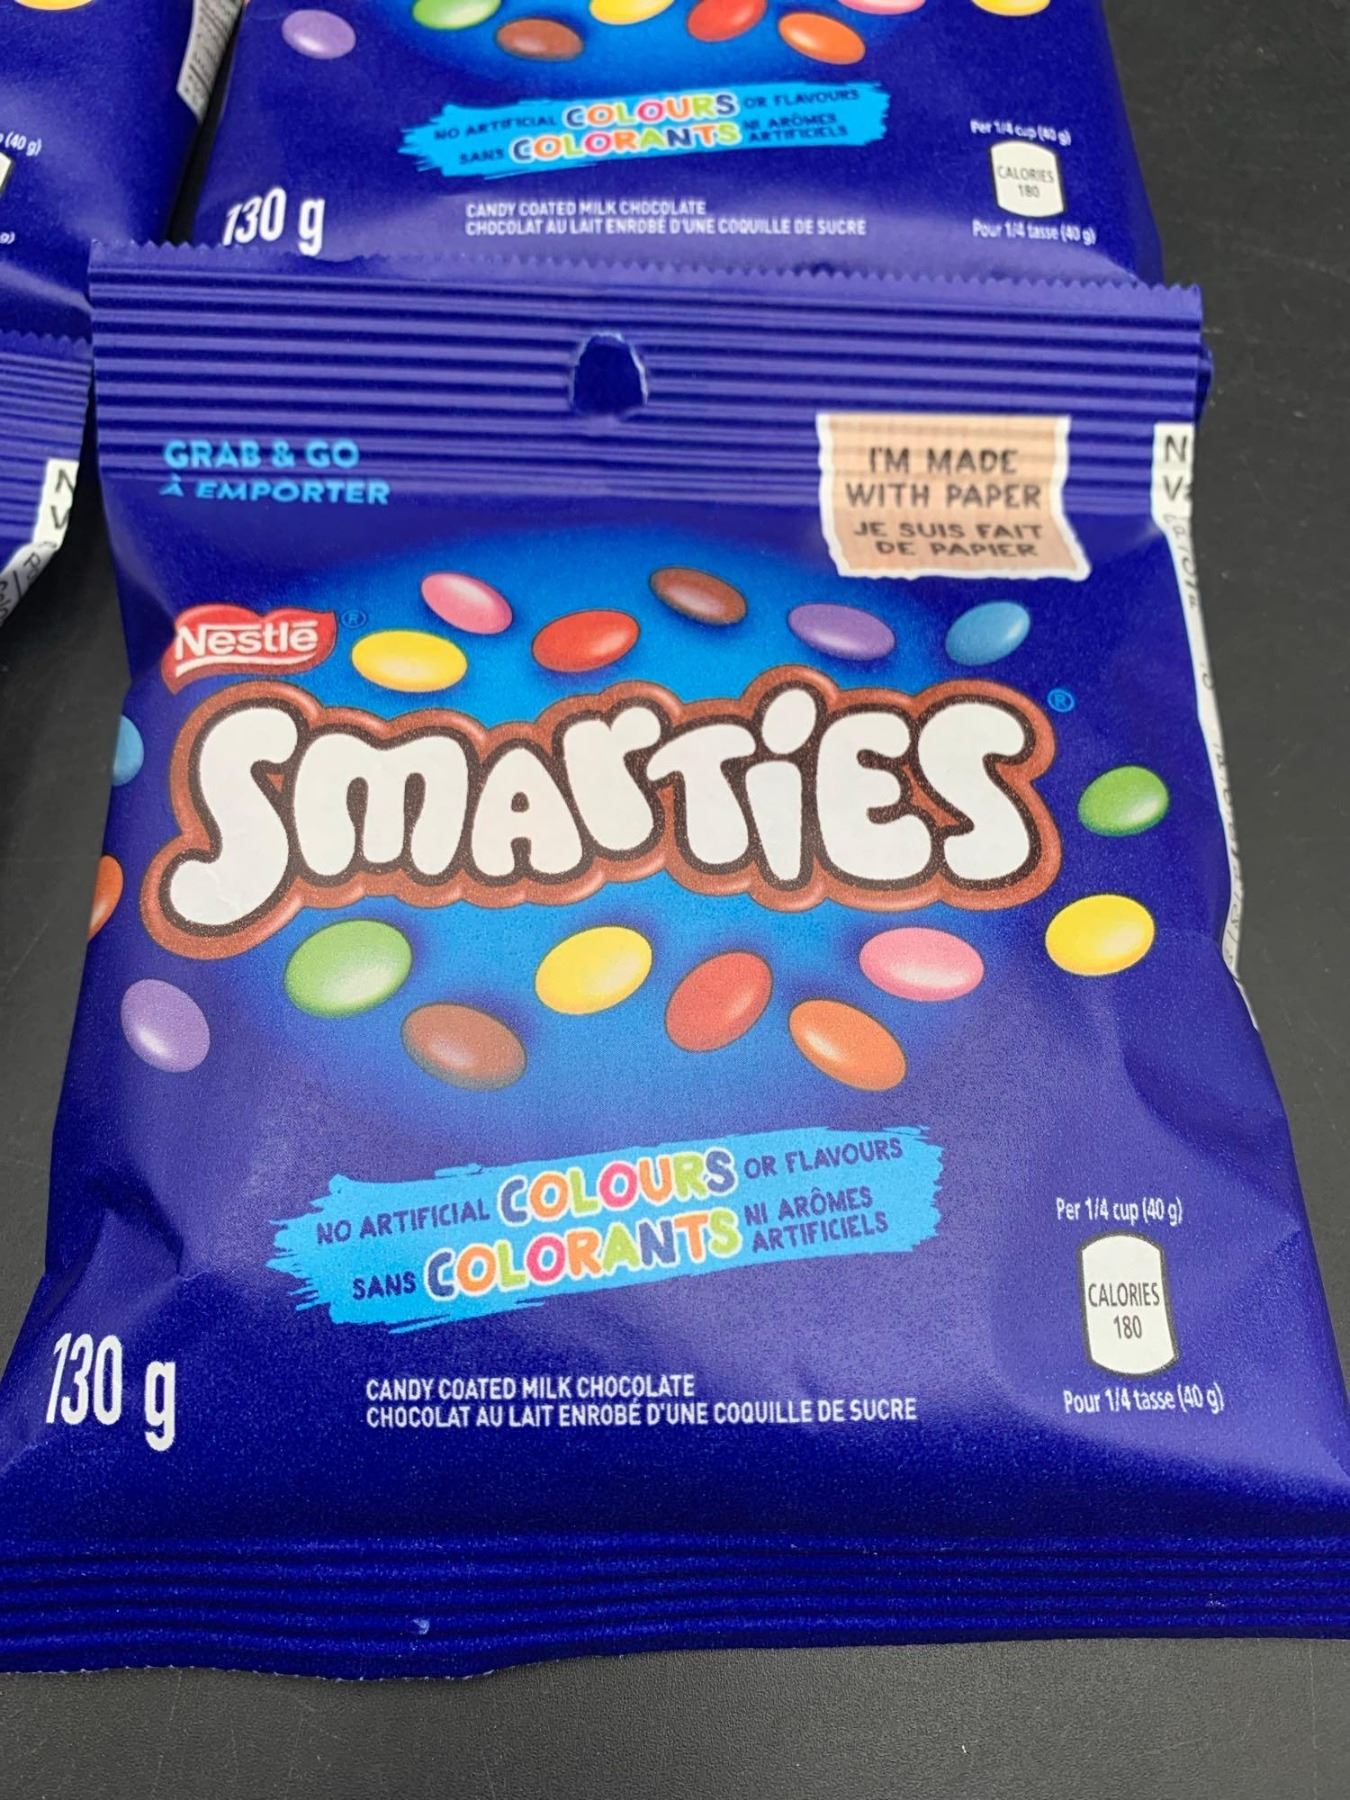 (40 g)
NO ARTIFICIAL COLOURS OR FLAVOURS
SANS COLORANTS NI ARÔMES ARTIFICIELS
Per 1/4 cup (40 g)
CALORIES
180
Pour 1/4 tasse (40 g)
130 g
CANDY COATED MILK CHOCOLATE
CHOCOLAT AU LAIT ENROBÉ D'UNE COQUILLE DE SUCRE
GRAB & GO
À EMPORTER
I'M MADE
WITH PAPER
JE SUIS FAIT
DE PAPIER
N
V
N
V
Nestlé ®
SMARTIES ®
NO ARTIFICIAL COLOURS OR FLAVOURS
SANS COLORANTS NI ARÔMES
ARTIFICIELS
Per 1/4 cup (40 g)
CALORIES
180
Pour 1/4 tasse (40 g)
130 g
CANDY COATED MILK CHOCOLATE
CHOCOLAT AU LAIT ENROBÉ D'UNE COQUILLE DE SUCRE